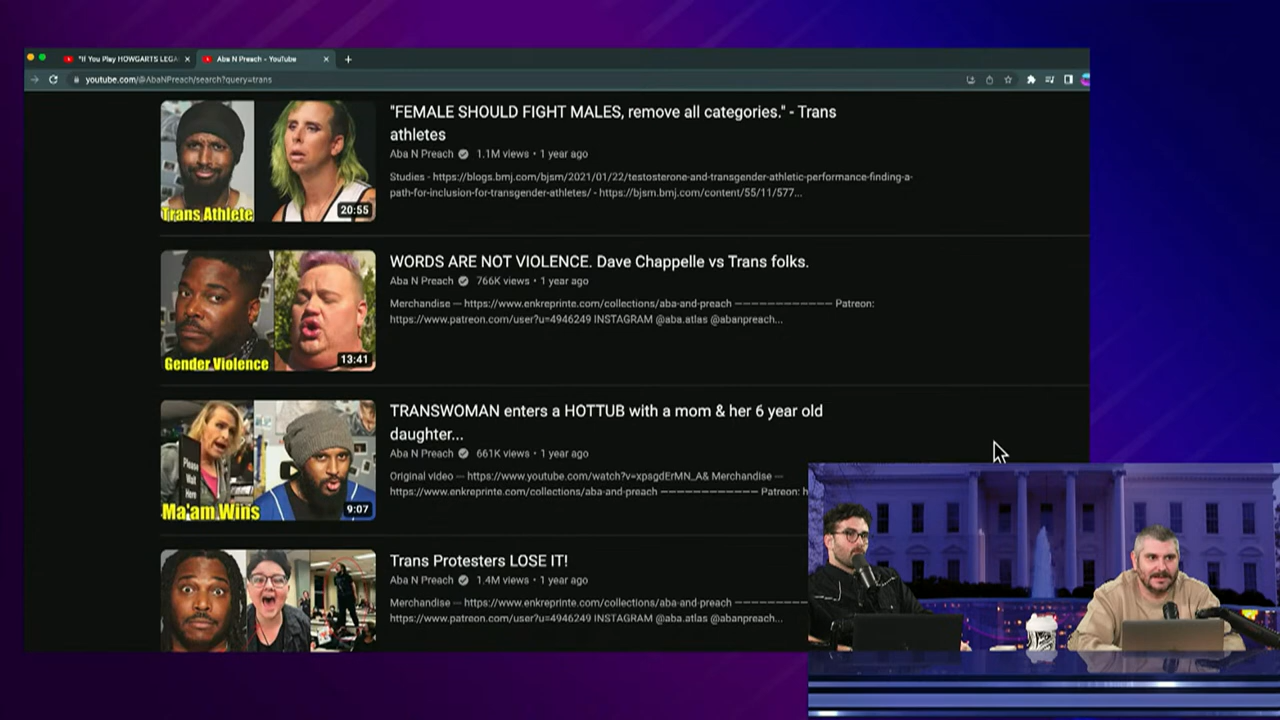 "If You Play HOWGARTS LEGA
Aba N Preach - YouTube
youtube.com/@AbaNPreach/search?query=trans
"FEMALE SHOULD FIGHT MALES, remove all categories." - Trans
athletes
Aba N Preach 1.1M views • 1 year ago
Studies - https://blogs.bmj.com/bjsm/2021/01/22/testosterone-and-transgender-athletic-performance-finding-a-
path-for-inclusion-for-transgender-athletes/ - https://bjsm.bmj.com/content/55/11/577...
Trans Athlete
20:55
WORDS ARE NOT VIOLENCE. Dave Chappelle vs Trans folks.
Aba N Preach 766K views • 1 year ago
Merchandise — https://www.enkreprinte.com/collections/aba-and-preach ———————————— Patreon:
https://www.patreon.com/user?u=4946249 INSTAGRAM @aba.atlas @abanpreach...
Gender Violence
13:41
TRANSWOMAN enters a HOTTUB with a mom & her 6 year old
daughter...
Aba N Preach 661K views • 1 year ago
Original video — https://www.youtube.com/watch?v=xpsgdErMN_A& Merchandise —
https://www.enkreprinte.com/collections/aba-and-preach ———————————— Patreon: h
Please
Wait
Here
Ma'am Wins
9:07
Trans Protesters LOSE IT!
Aba N Preach 1.4M views • 1 year ago
Merchandise — https://www.enkreprinte.com/collections/aba-and-preach ————————
https://www.patreon.com/user?u=4946249 INSTAGRAM @aba.atlas @abanpreach...